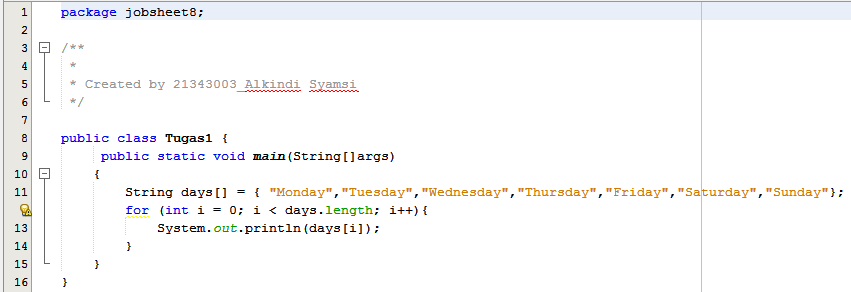 1 package jobsheet8;
2
3 /**
4 *
5 * Created by 21343003_Alkindi Syamsi
6 */
7
8 public class Tugas1 {
9 public static void main(String[]args)
10 {
11 String days[] = { "Monday","Tuesday","Wednesday","Thursday","Friday","Saturday","Sunday"};
for (int i = 0; i < days.length; i++){
13 System.out.println(days[i]);
14 }
15 }
16 }